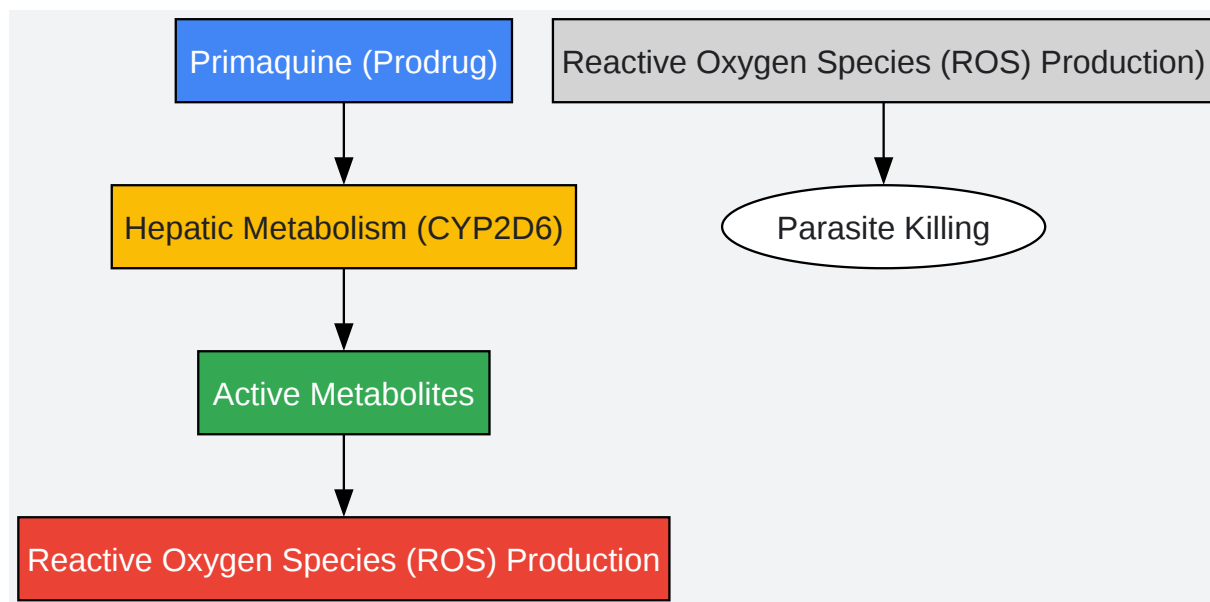 Primaquine (Prodrug)
Reactive Oxygen Species (ROS) Production)
Hepatic Metabolism (CYP2D6)
Parasite Killing
Active Metabolites
Reactive Oxygen Species (ROS) Production